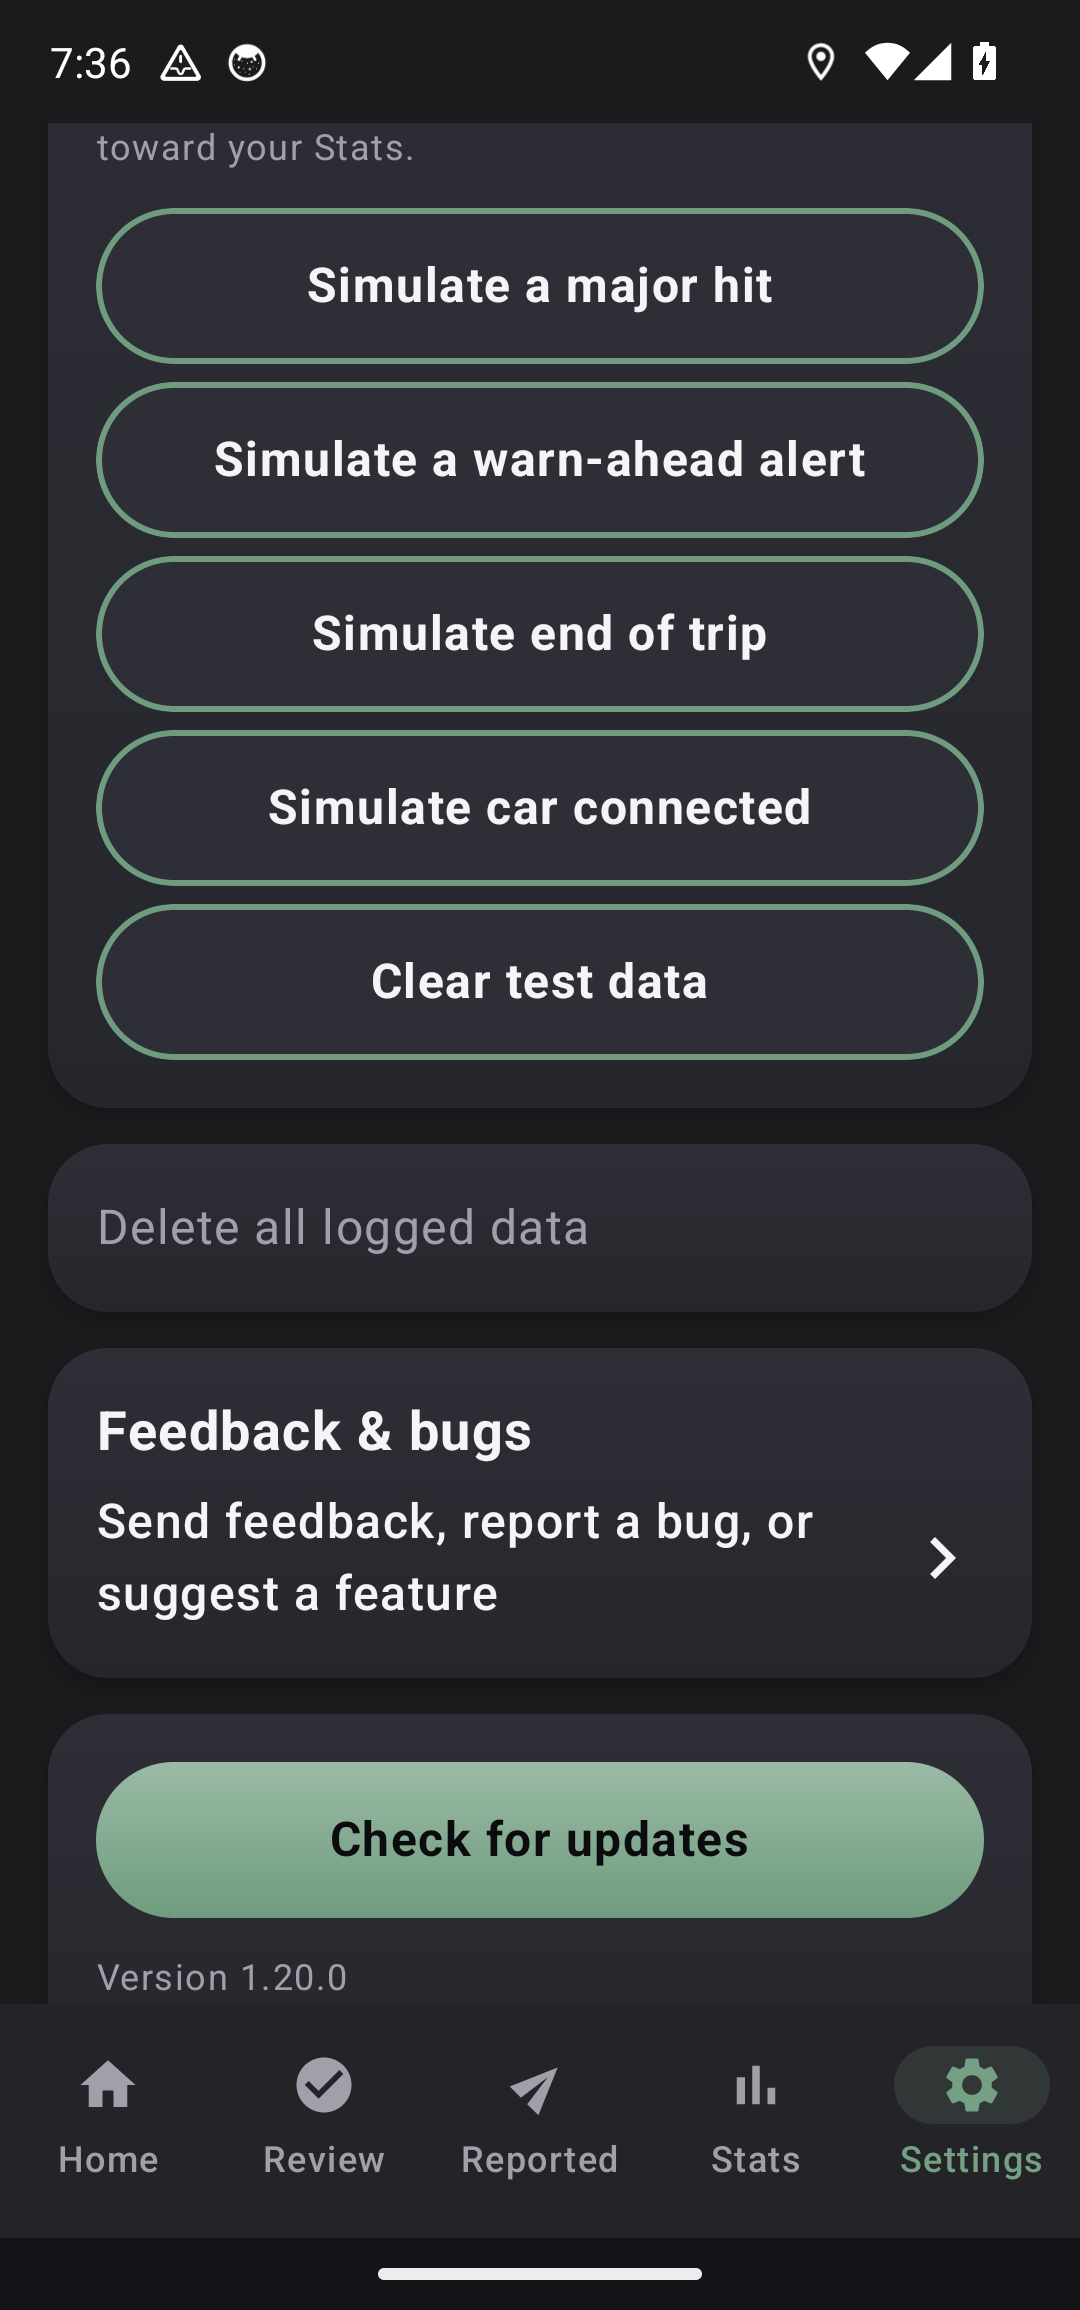 7:36
toward your Stats.
Simulate a major hit
Simulate a warn-ahead alert
Simulate end of trip
Simulate car connected
Clear test data
Delete all logged data
Feedback & bugs
Send feedback, report a bug, or
suggest a feature
Check for updates
Version 1.20.0
Home
Review
Reported
Stats
Settings